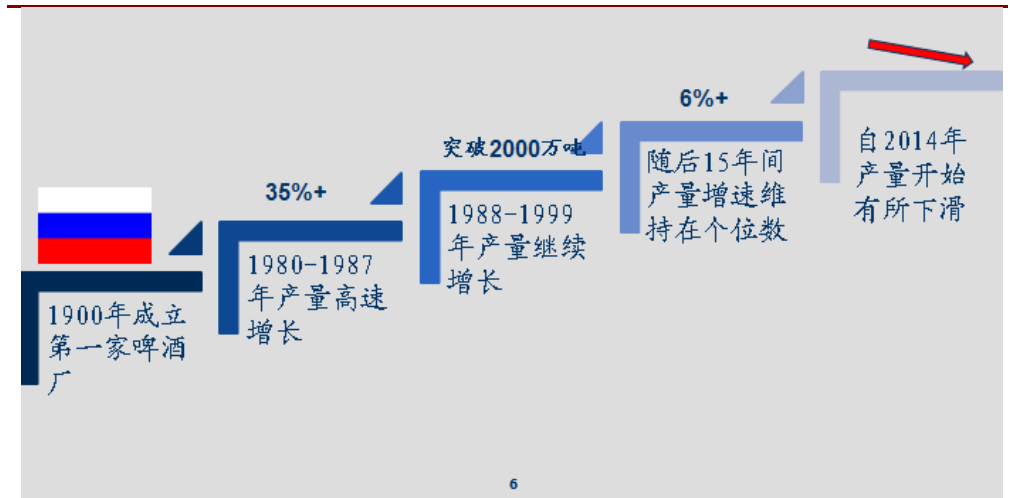 1900年成立
第一家啤酒
厂
35%+
1980-1987
年产量高速
增长
突破2000万吨
1988-1999
年产量继续
增长
6%+
随后15年间
产量增速维
持在个位数
自2014年
产量开始
有所下滑
6